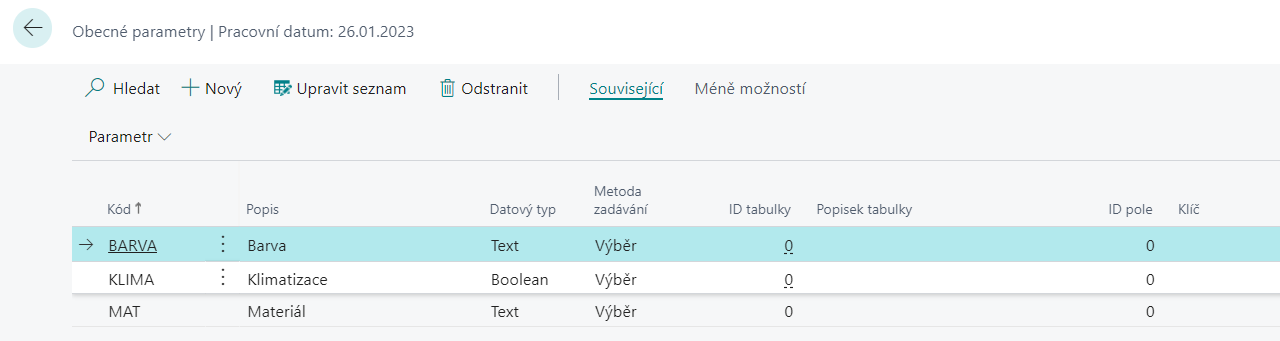 Obecné parametry | Pracovní datum: 26.01.2023
Hledat Nový Upravit seznam Odstranit Související Méně možností
Parametr
Kód ↑ Popis Datový typ Metoda zadávání ID tabulky Popisek tabulky ID pole Klíč
BARVA Barva Text Výběr 0 0
KLIMA Klimatizace Boolean Výběr 0 0
MAT Materiál Text Výběr 0 0